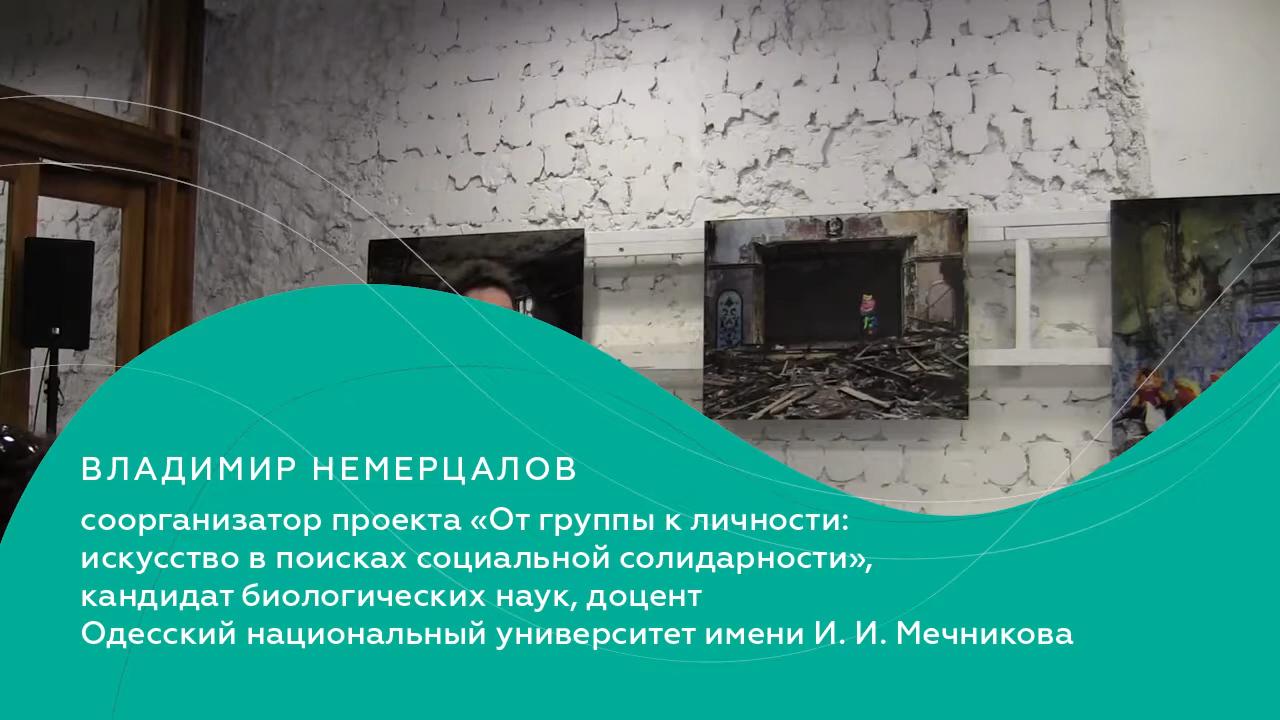 ВЛАДИМИР НЕМЕРЦАЛОВ
соорганизатор проекта «От группы к личности:
искусство в поисках социальной солидарности»,
кандидат биологических наук, доцент
Одесский национальный университет имени И. И. Мечникова